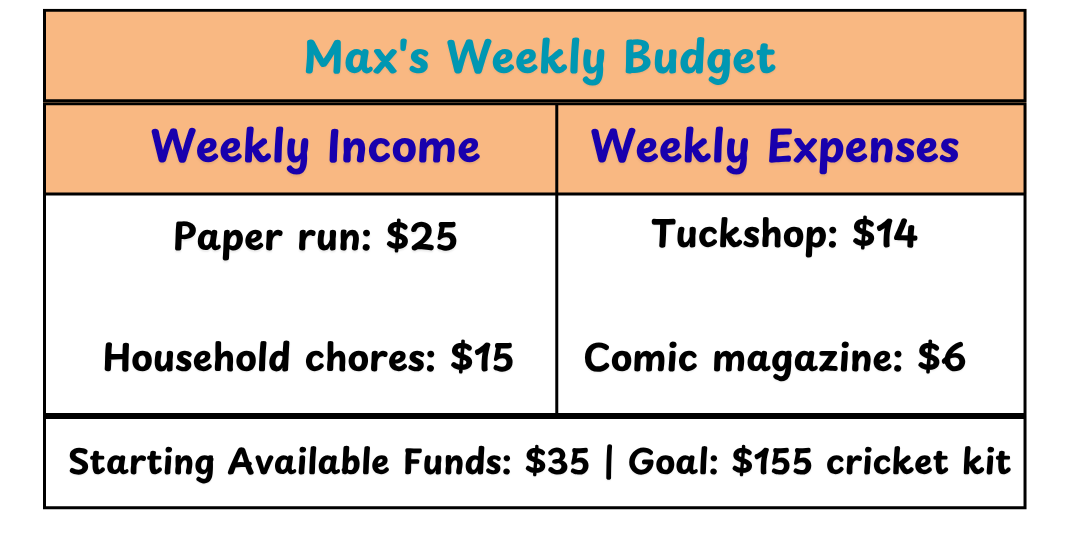 Max's Weekly Budget
Weekly Income
Weekly Expenses
Paper run: $25
Tuckshop: $14
Household chores: $15
Comic magazine: $6
Starting Available Funds: $35 | Goal: $155 cricket kit